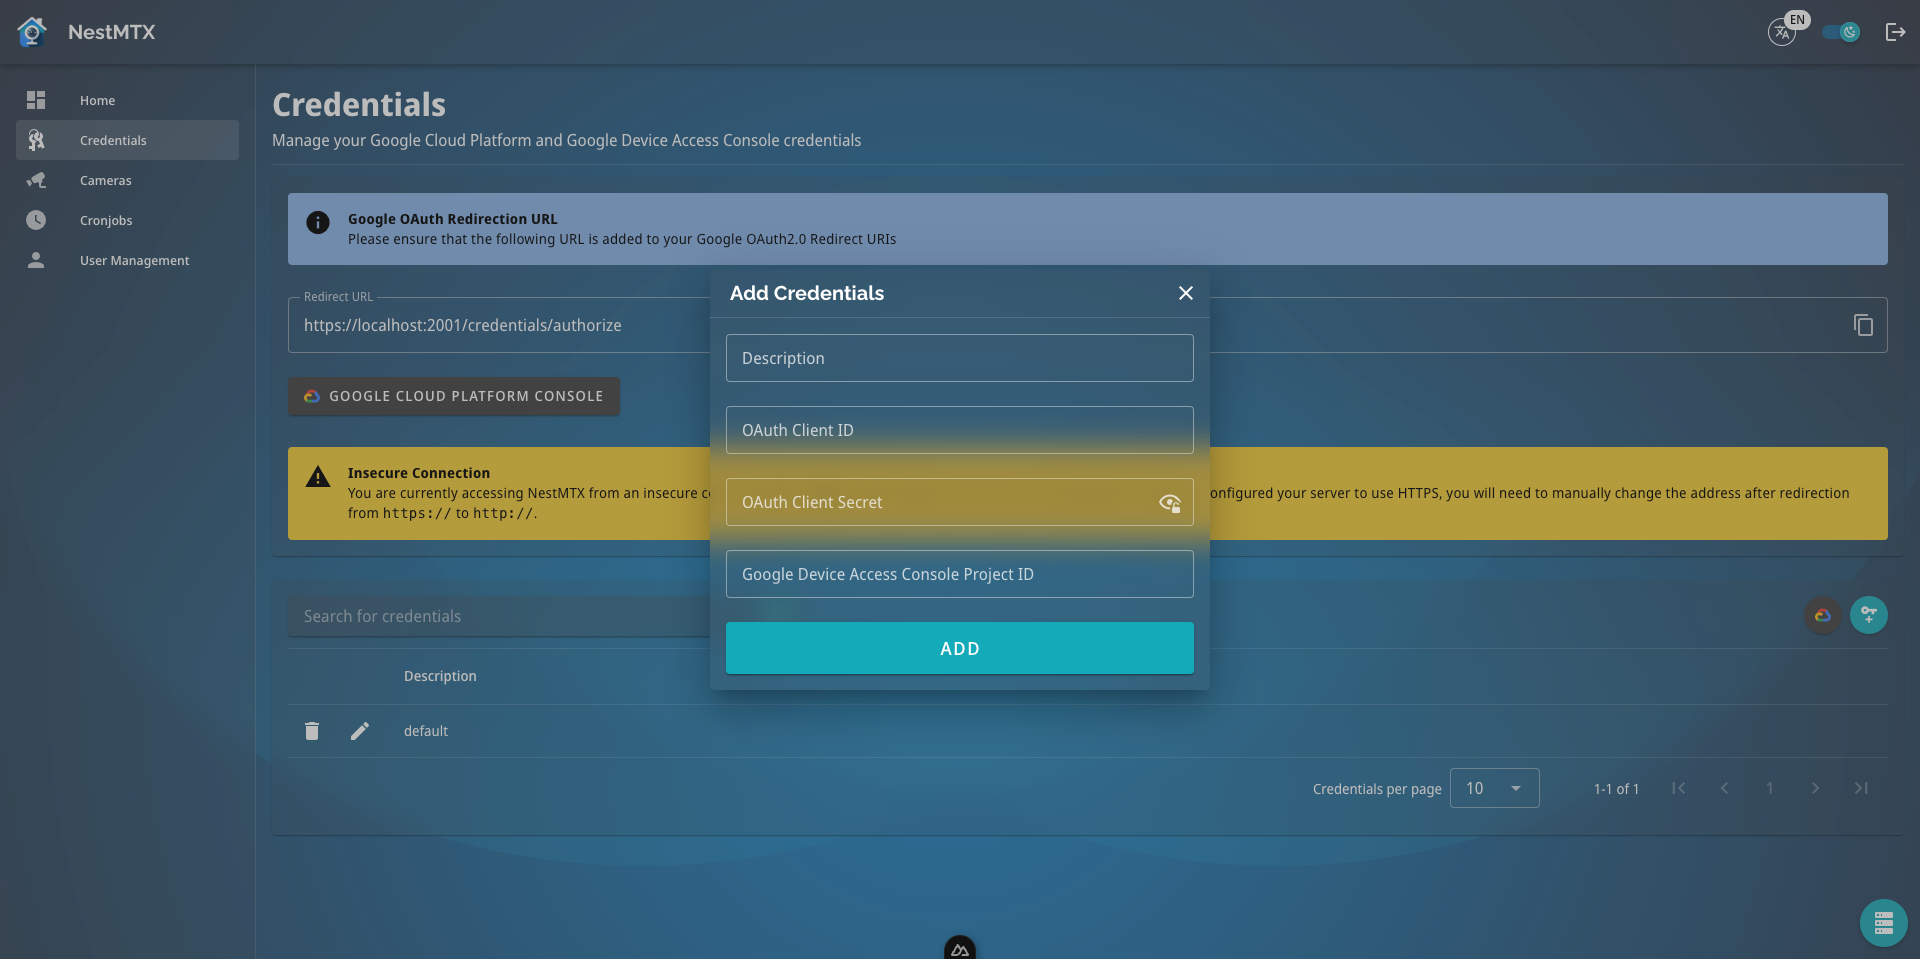 NestMTX
EN
Home
Credentials
Cameras
Cronjobs
User Management
Credentials
Manage your Google Cloud Platform and Google Device Access Console credentials
Google OAuth Redirection URL
Please ensure that the following URL is added to your Google OAuth2.0 Redirect URIs
Redirect URL
https://localhost:2001/credentials/authorize
GOOGLE CLOUD PLATFORM CONSOLE
Insecure Connection
You are currently accessing NestMTX from an insecure
onfigured your server to use HTTPS, you will need to manually change the address after redirection
from https:// to http://.
Add Credentials
Description
OAuth Client ID
OAuth Client Secret
Google Device Access Console Project ID
ADD
Search for credentials
Description
default
Credentials per page
10
1-1 of 1
1